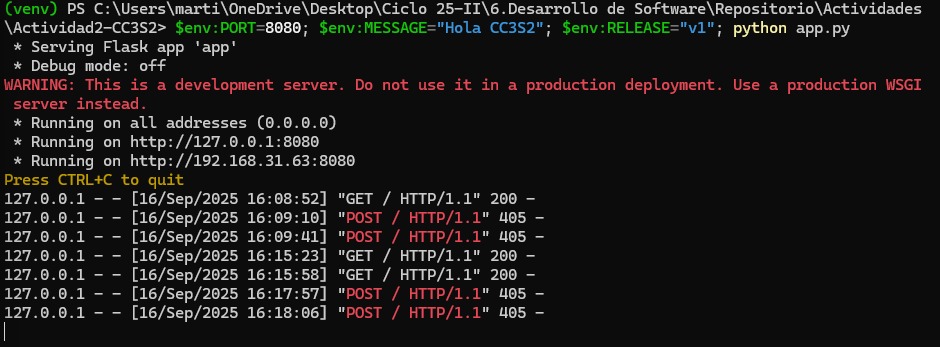 (venv) PS C:\Users\marti\OneDrive\Desktop\Ciclo 25-II\6.Desarrollo de Software\Repositorio\Actividades
\Actividad2-CC3S2> $env:PORT=8080; $env:MESSAGE="Hola CC3S2"; $env:RELEASE="v1"; python app.py
 * Serving Flask app 'app'
 * Debug mode: off
WARNING: This is a development server. Do not use it in a production deployment. Use a production WSGI
 server instead.
 * Running on all addresses (0.0.0.0)
 * Running on http://127.0.0.1:8080
 * Running on http://192.168.31.63:8080
Press CTRL+C to quit
127.0.0.1 - - [16/Sep/2025 16:08:52] "GET / HTTP/1.1" 200 -
127.0.0.1 - - [16/Sep/2025 16:09:10] "POST / HTTP/1.1" 405 -
127.0.0.1 - - [16/Sep/2025 16:09:41] "POST / HTTP/1.1" 405 -
127.0.0.1 - - [16/Sep/2025 16:15:23] "GET / HTTP/1.1" 200 -
127.0.0.1 - - [16/Sep/2025 16:15:58] "GET / HTTP/1.1" 200 -
127.0.0.1 - - [16/Sep/2025 16:17:57] "POST / HTTP/1.1" 405 -
127.0.0.1 - - [16/Sep/2025 16:18:06] "POST / HTTP/1.1" 405 -